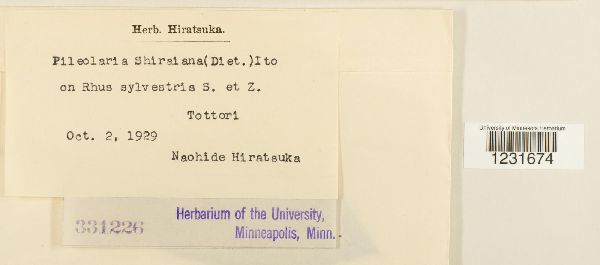 Herb. Hiratsuka.
Pileolaria Shiraiana(Diet.)Ito
on Rhus sylvestris S. et Z.
Tottori
Oct. 2, 1929
Naohide Hiratsuka
331226
Herbarium of the University,
Minneapolis, Minn.
University of Minnesota Herbarium
1231674